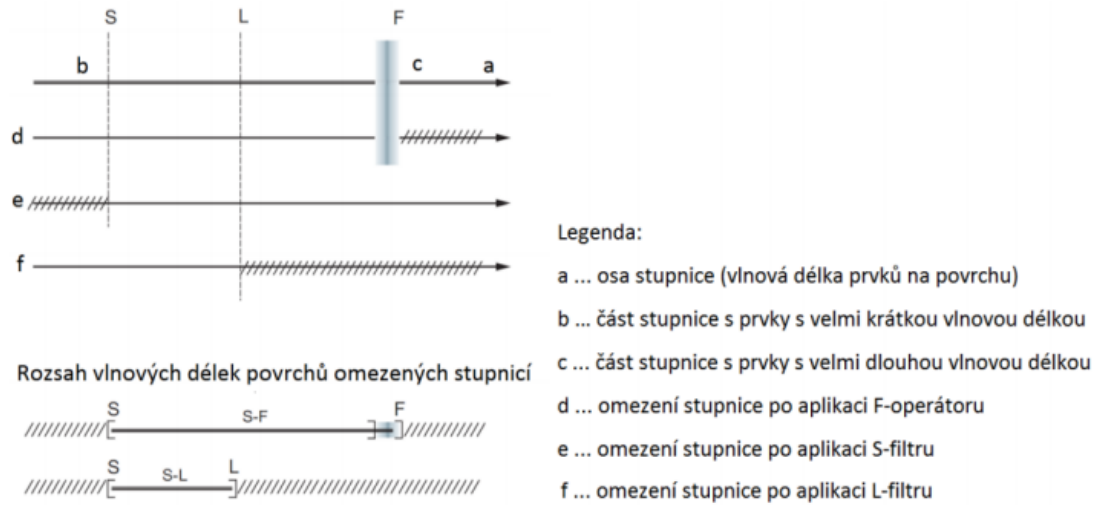 S L F
b c a
d
e
f
Rozsah vlnových délek povrchů omezených stupnicí
S S-F F
S S-L L
Legenda:
a ... osa stupnice (vlnová délka prvků na povrchu)
b ... část stupnice s prvky s velmi krátkou vlnovou délkou
c ... část stupnice s prvky s velmi dlouhou vlnovou délkou
d ... omezení stupnice po aplikaci F-operátoru
e ... omezení stupnice po aplikaci S-filtru
f ... omezení stupnice po aplikaci L-filtru